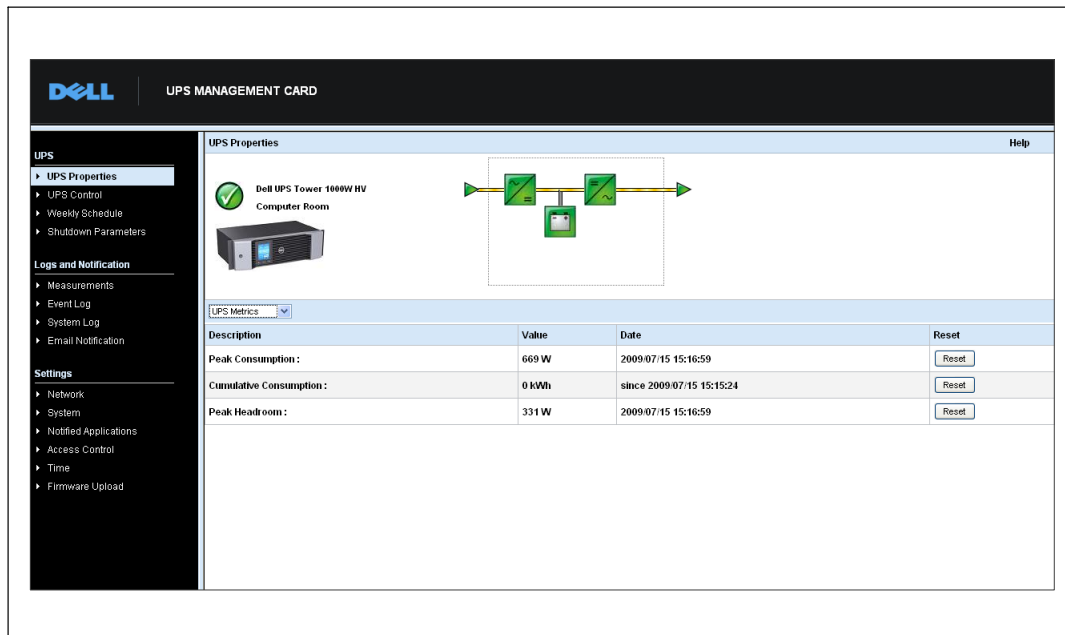 DELL
UPS MANAGEMENT CARD
UPS
UPS Properties
UPS Control
Weekly Schedule
Shutdown Parameters
Logs and Notification
Measurements
Event Log
System Log
Email Notification
Settings
Network
System
Notified Applications
Access Control
Time
Firmware Upload
UPS Properties Help
Dell UPS Tower 1000W HV
Computer Room
UPS Metrics
Description Value Date Reset
Peak Consumption : 669 W 2009/07/15 15:16:59 Reset
Cumulative Consumption : 0 kWh since 2009/07/15 15:15:24 Reset
Peak Headroom : 331 W 2009/07/15 15:16:59 Reset